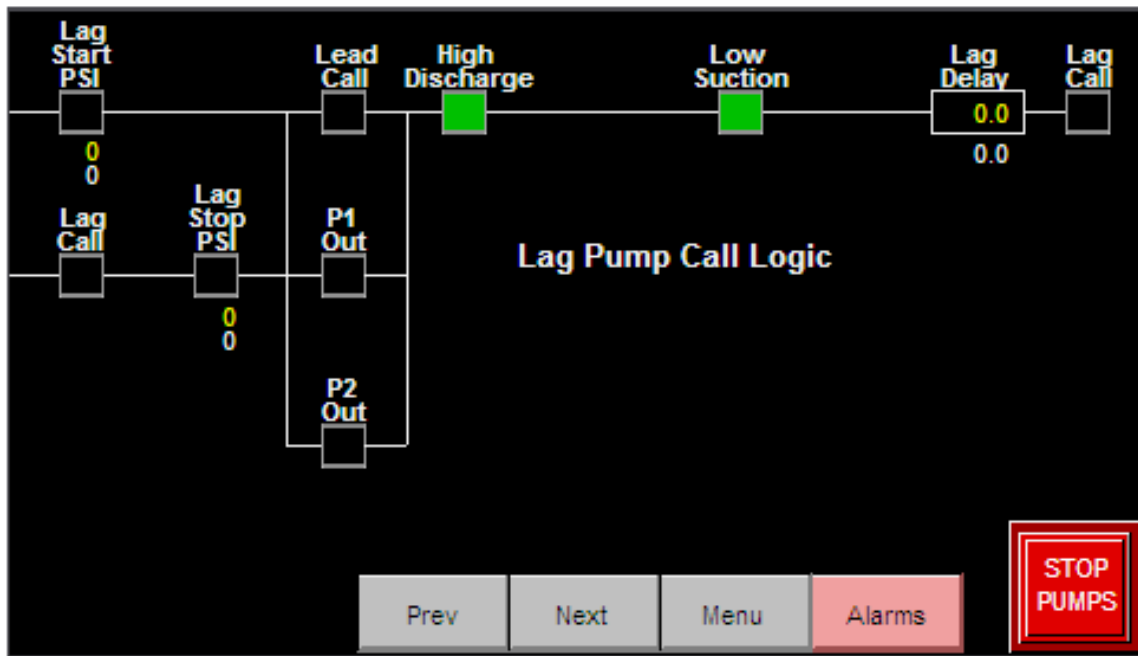 Lag
Start
PSI
Lead
Call
High
Discharge
Low
Suction
Lag
Delay
Lag
Call
0.0
0.0
0
0
Lag
Call
Lag
Stop
PSI
P1
Out
Lag Pump Call Logic
0
0
P2
Out
STOP
PUMPS
Prev
Next
Menu
Alarms